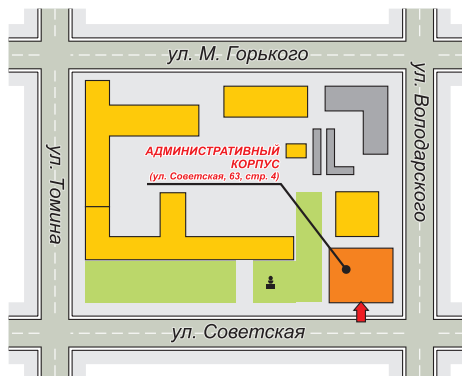 ул. М. Горького
ул. Володарского
АДМИНИСТРАТИВНЫЙ
КОРПУС
(ул. Советская, 63, стр. 4)
ул. Томина
ул. Советская